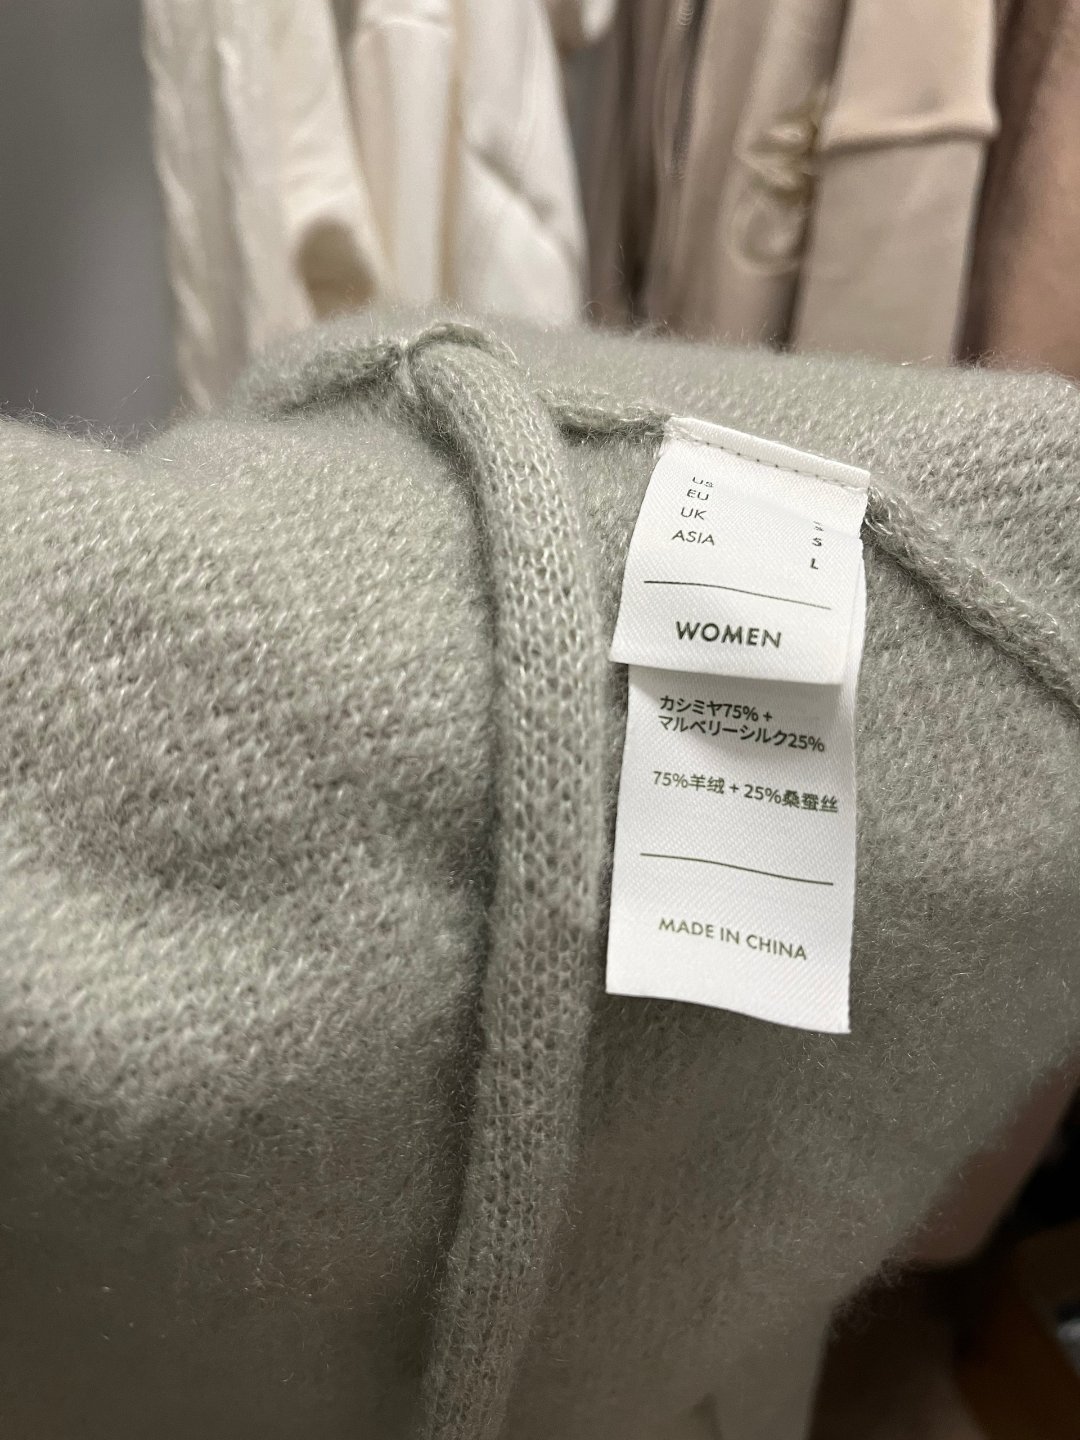 US
EU
UK S
ASIA L
WOMEN
カシミヤ75% +
マルベリーシルク25%
75%羊绒 + 25%桑蚕丝
MADE IN CHINA